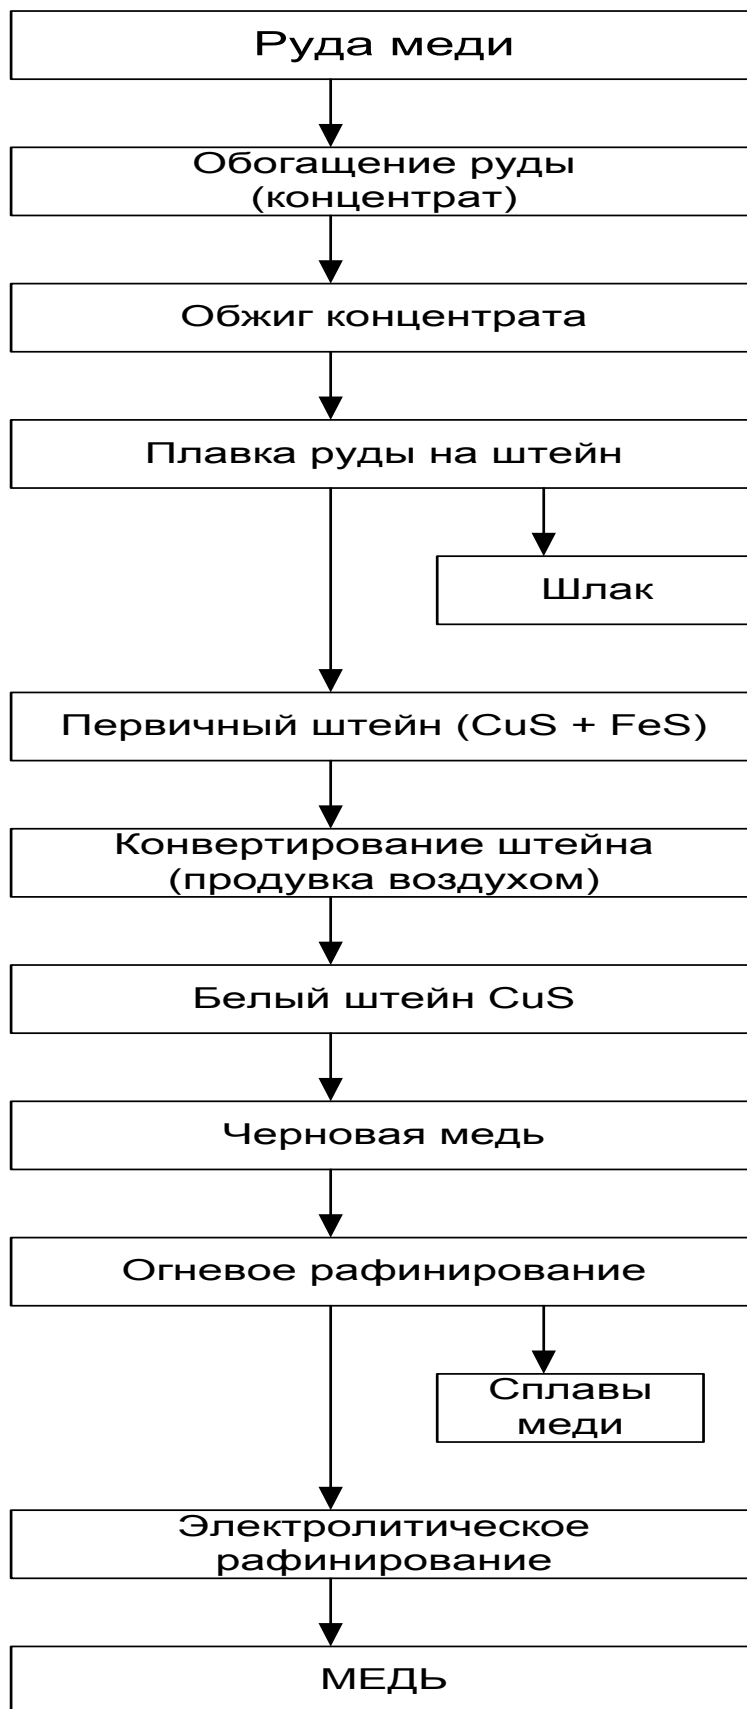 Руда меди
Обогащение руды
(концентрат)
Обжиг концентрата
Плавка руды на штейн
Шлак
Первичный штейн (CuS + FeS)
Конвертирование штейна
(продувка воздухом)
Белый штейн CuS
Черновая медь
Огневое рафинирование
Сплавы
меди
Электролитическое
рафинирование
МЕДЬ